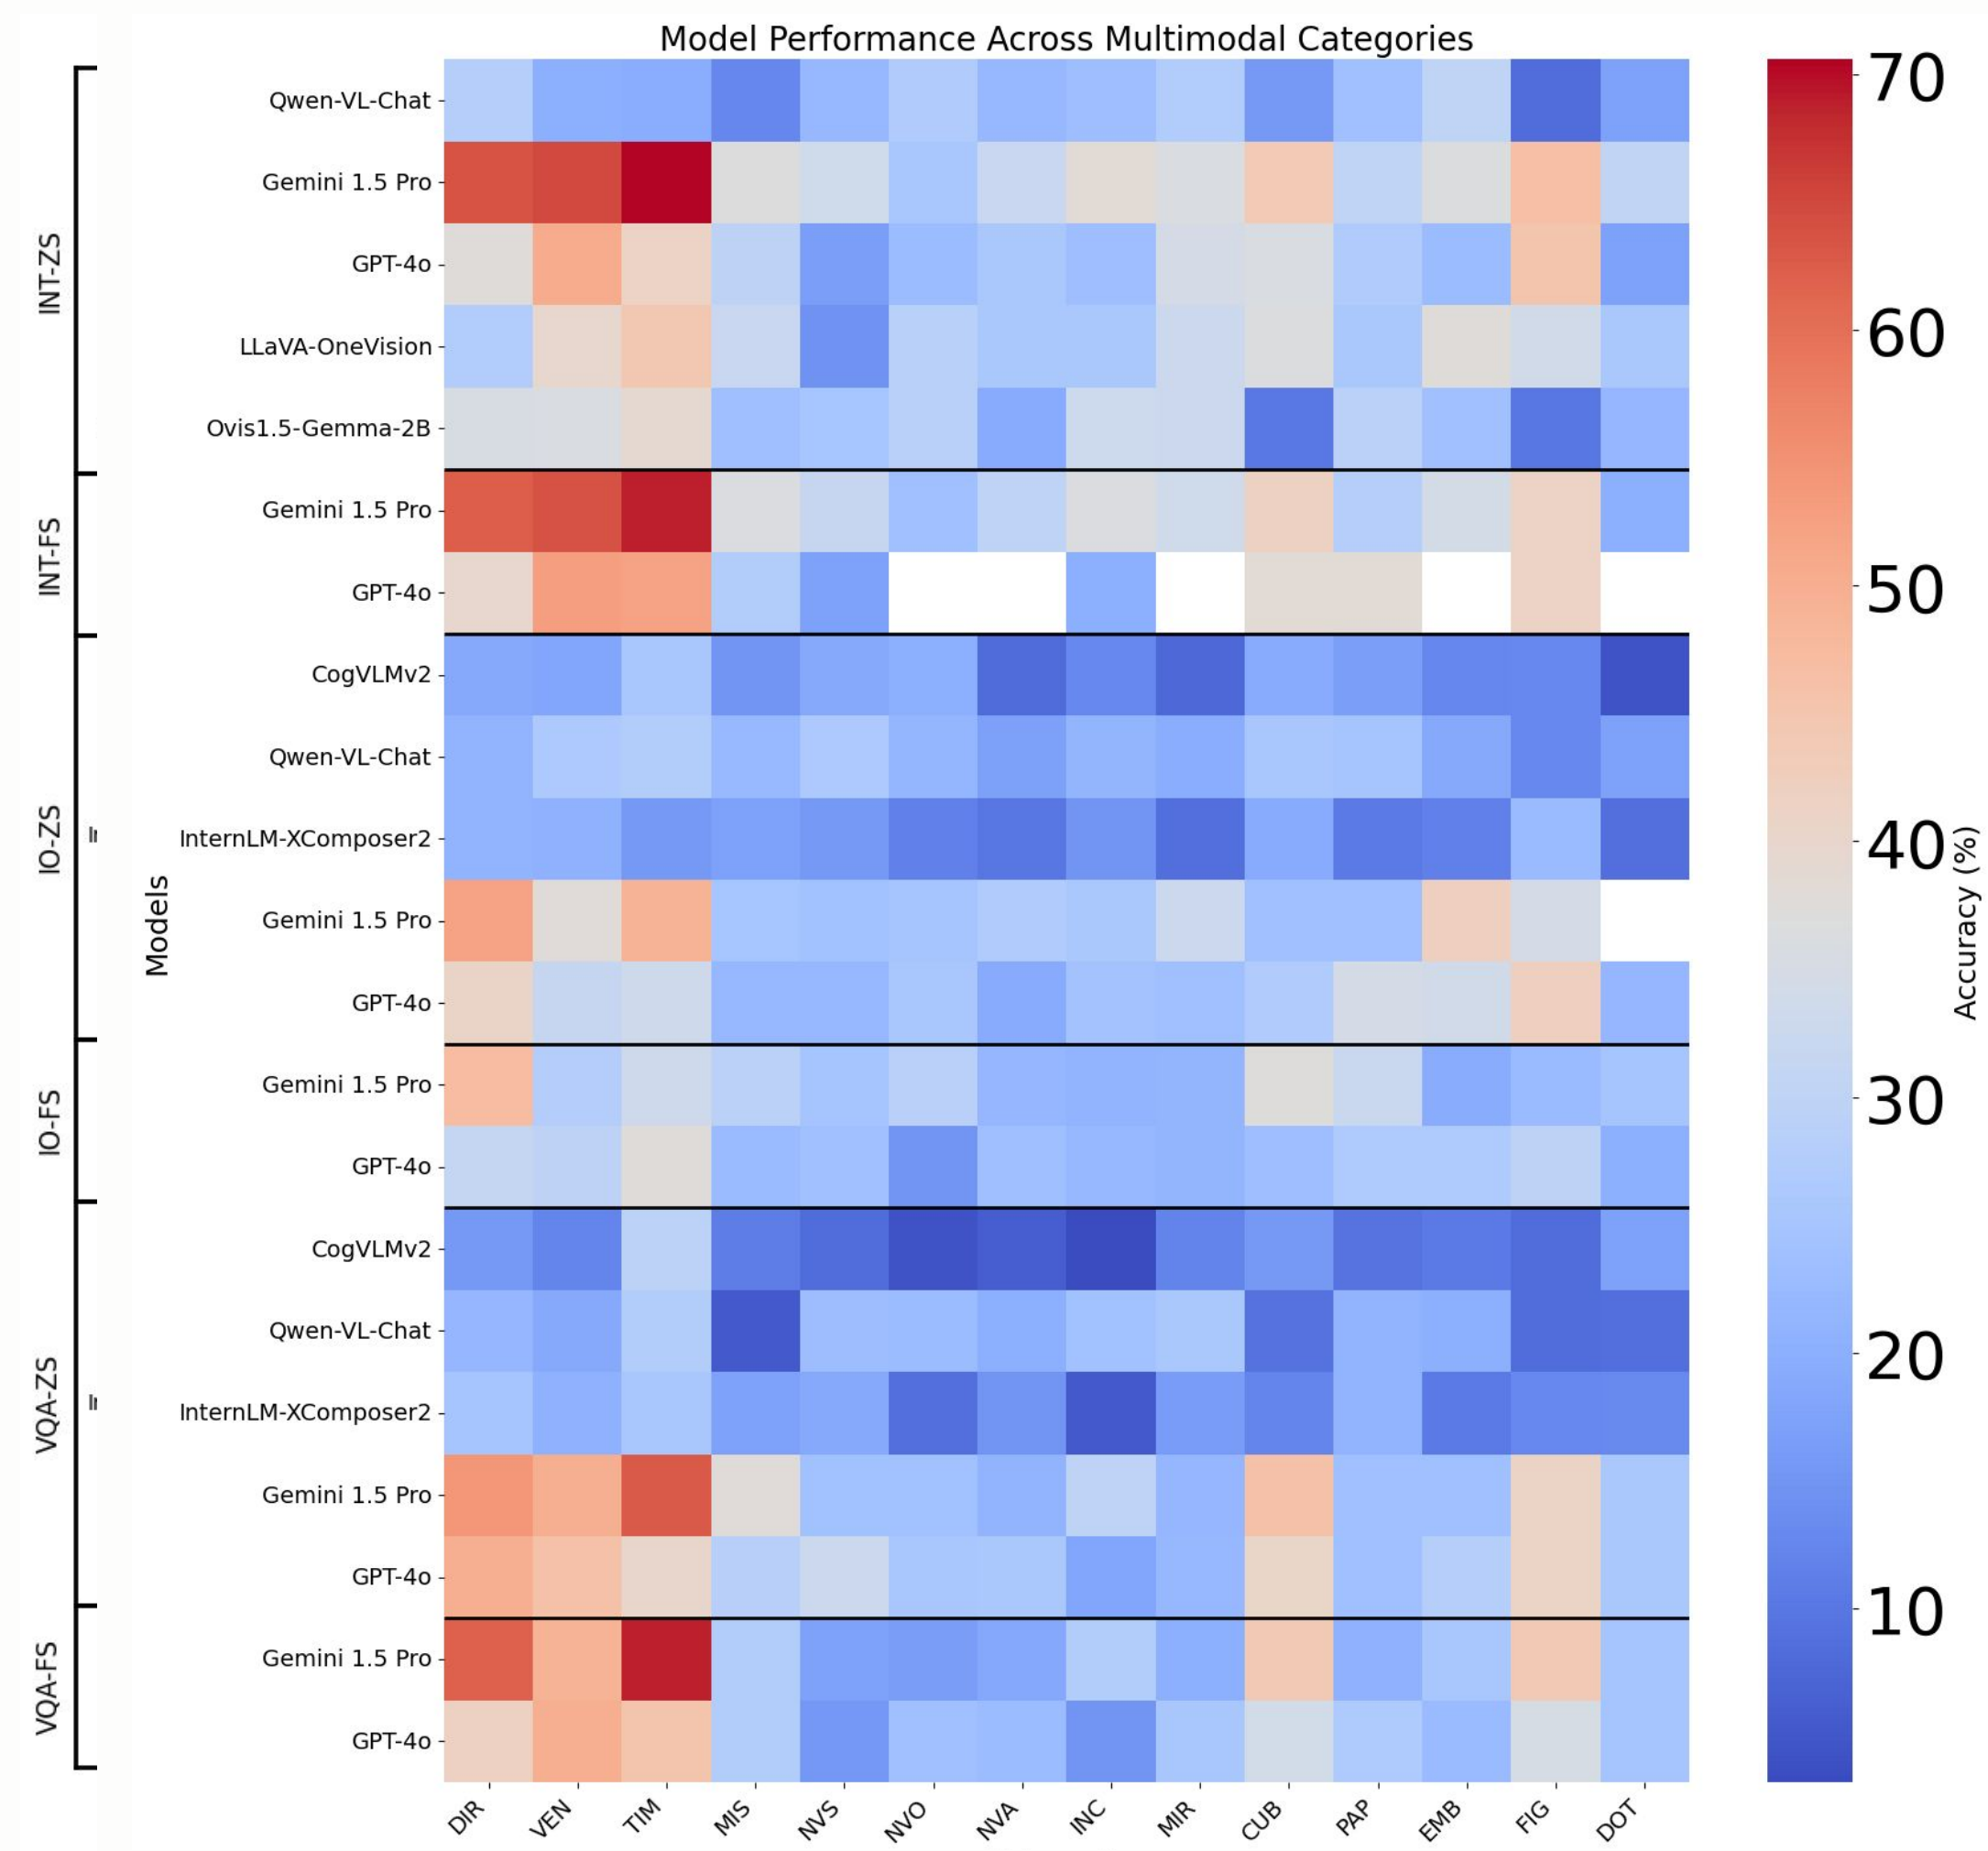 Model Performance Across Multimodal Categories
INT-ZS
Qwen-VL-Chat
Gemini 1.5 Pro
GPT-4o
LLaVA-OneVision
Ovis1.5-Gemma-2B
INT-FS
Gemini 1.5 Pro
GPT-4o
IO-ZS
CogVLMv2
Qwen-VL-Chat
InternLM-XComposer2
Gemini 1.5 Pro
GPT-4o
IO-FS
Gemini 1.5 Pro
GPT-4o
VQA-ZS
CogVLMv2
Qwen-VL-Chat
InternLM-XComposer2
Gemini 1.5 Pro
GPT-4o
VQA-FS
Gemini 1.5 Pro
GPT-4o
Models
DIR
VEN
TIM
MIS
NVS
NVO
NVA
INC
MIR
CUB
PAP
EMB
FIG
DOT
70
60
50
40
30
20
10
Accuracy (%)